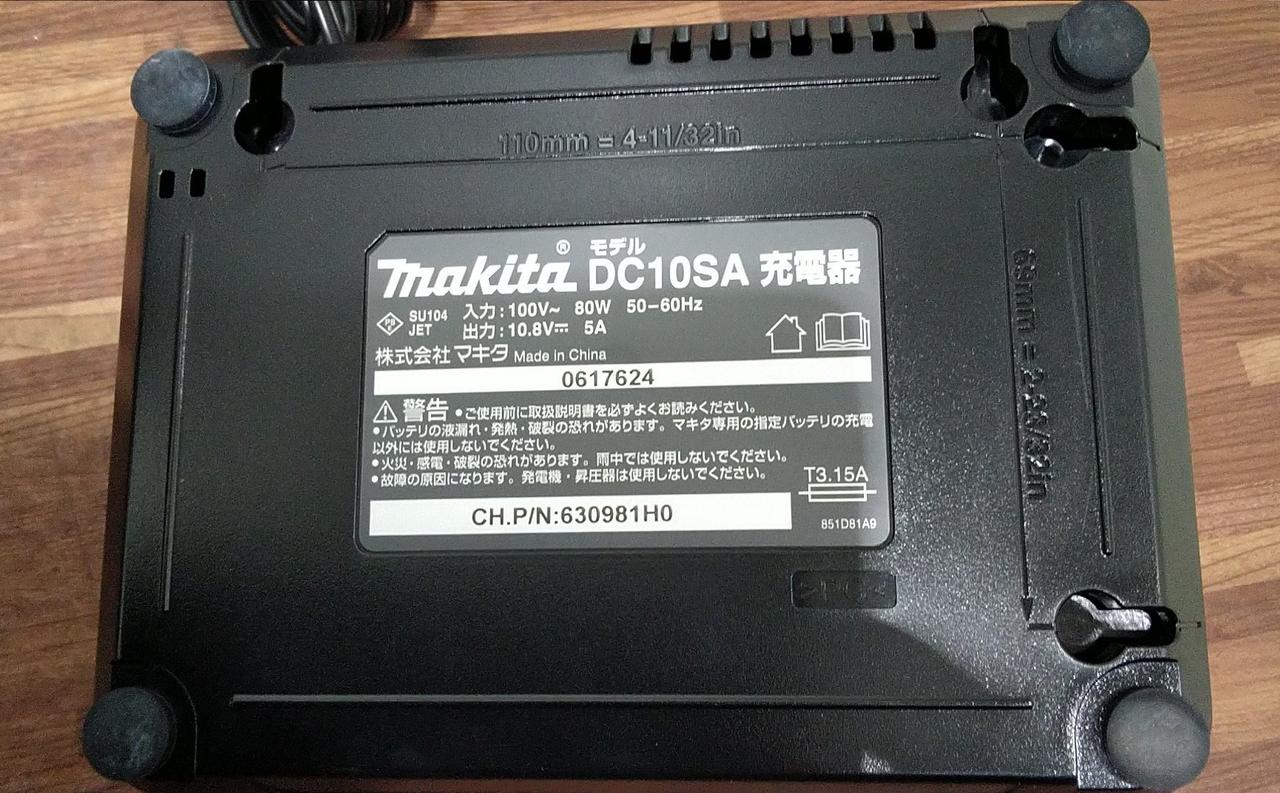 110mm = 4-11/32in
63mm = 2-
/32in
Makita® モデル DC10SA 充電器
PS E SU104 入力:100V~ 80W 50-60Hz
JET 出力:10.8V⎓ 5A
株式会社 マキタ Made in China
0617624
警告 •ご使用前に取扱説明書を必ずよくお読みください。
•バッテリの液漏れ・発熱・破裂の恐れがあります。マキタ専用の指定バッテリの充電
以外には使用しないでください。
•火災・感電・破裂の恐れがあります。雨中では使用しないでください。
•故障の原因になります。発電機・昇圧器は使用しないでください。
T3.15A
CH.P/N:630981H0
851D81A9
>PC<